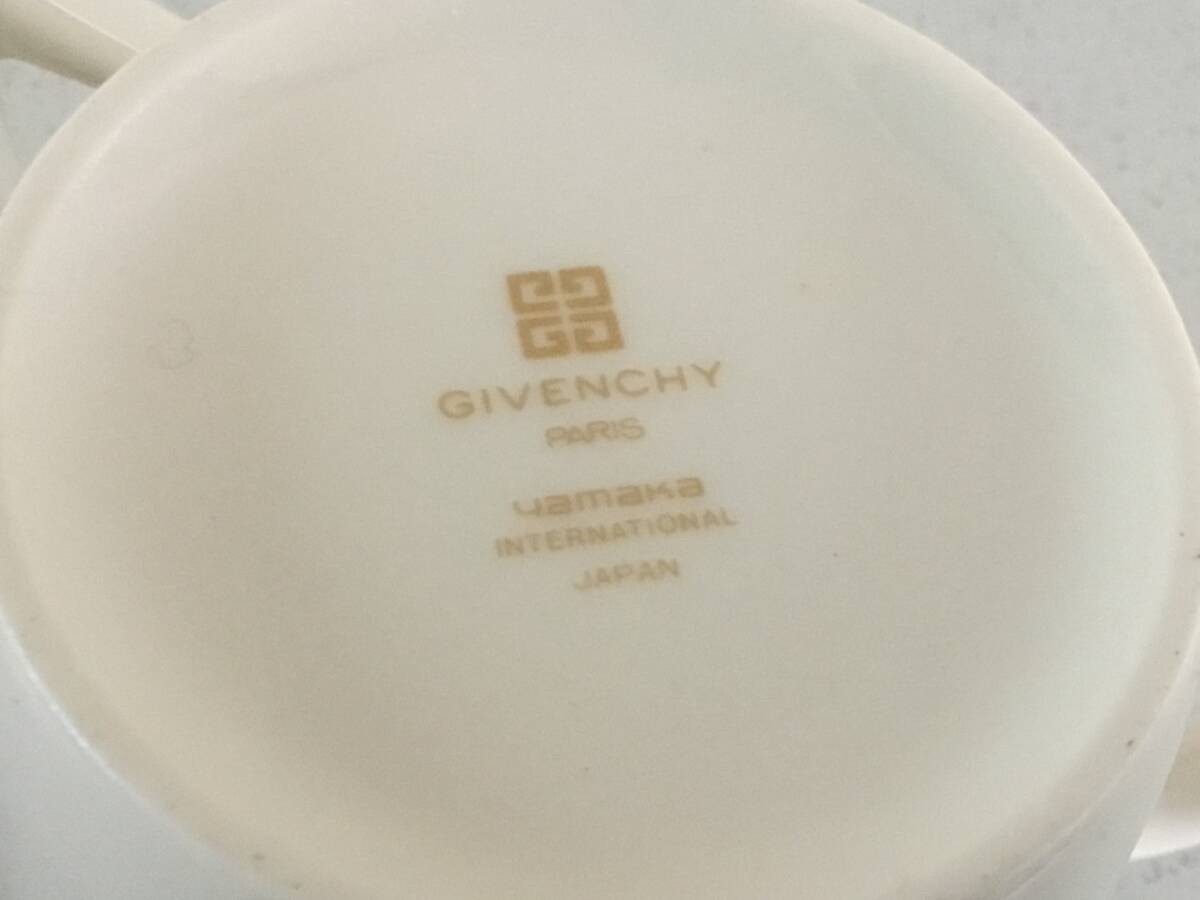 GIVENCHY
PARIS
yamaka
INTERNATIONAL
JAPAN